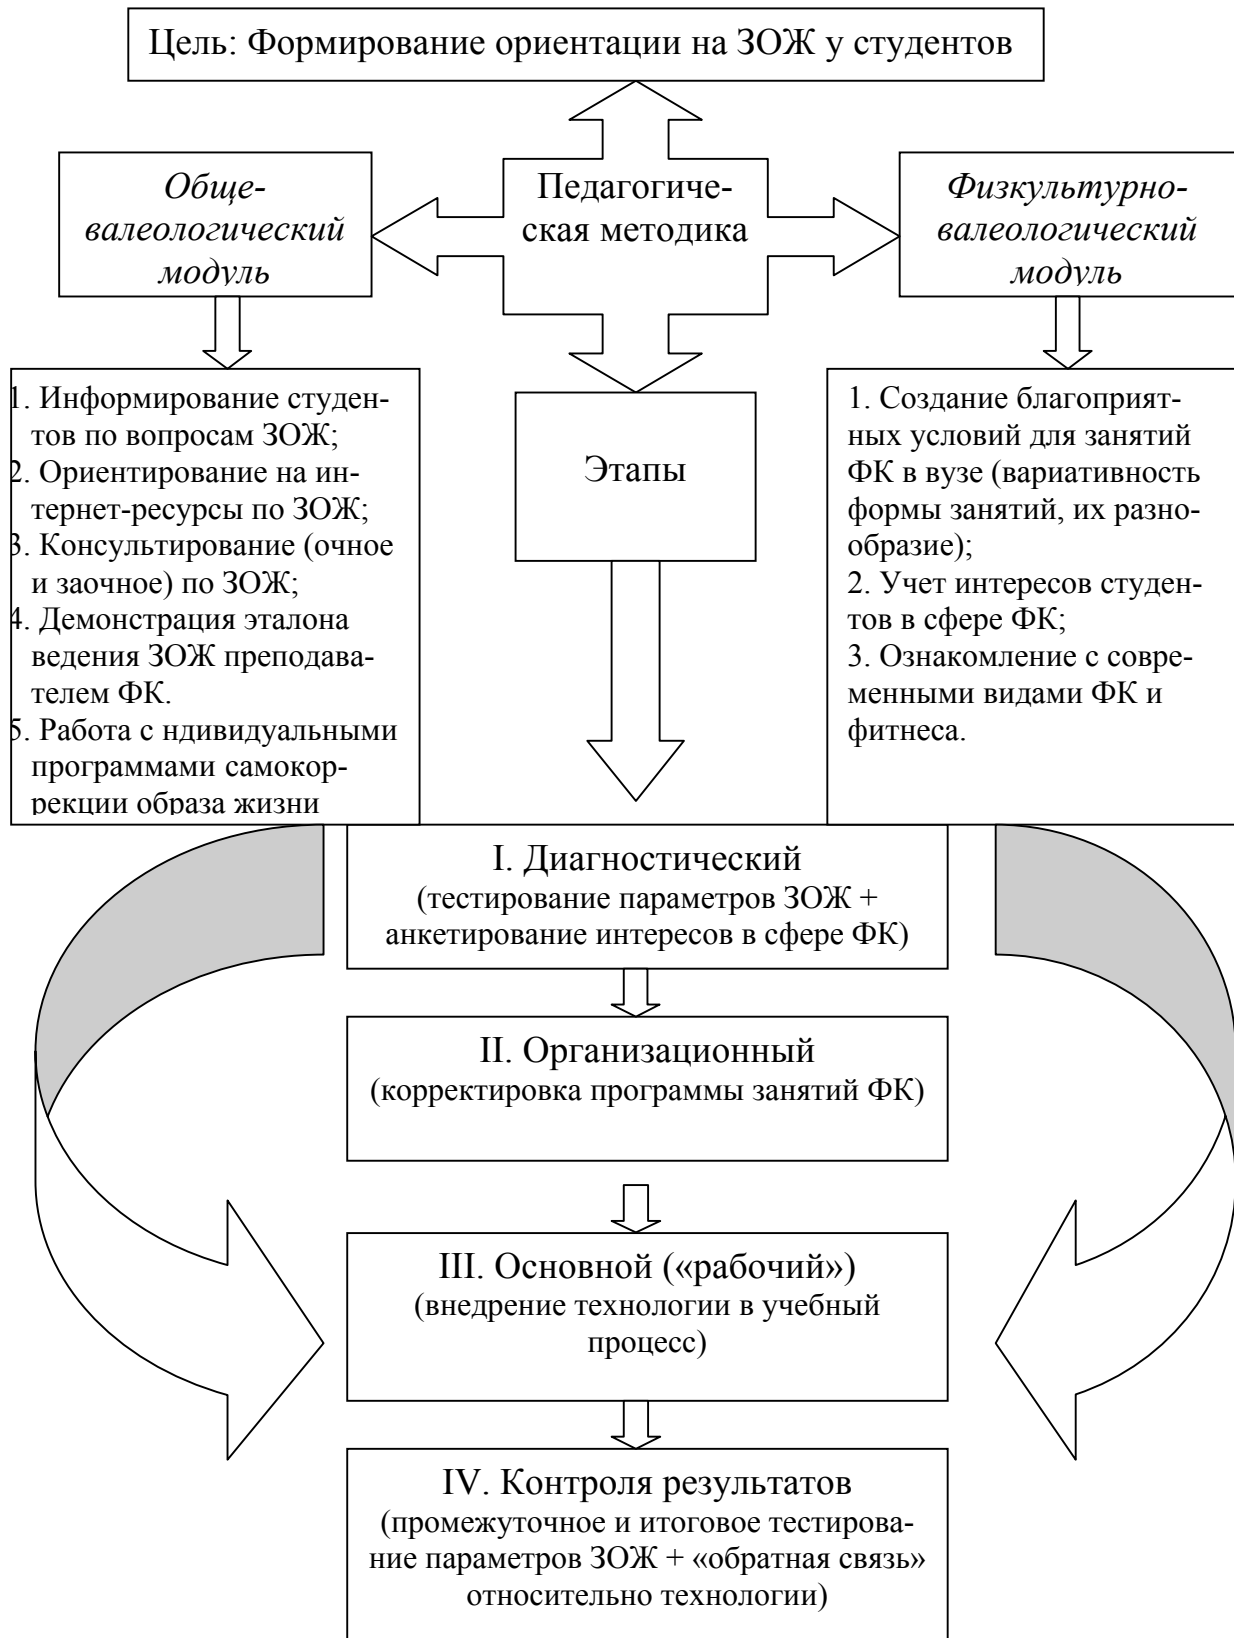 Цель: Формирование ориентации на ЗОЖ у студентов
Обще-
валеологический
модуль
Педагогиче-
ская методика
Физкультурно-
валеологический
модуль
1. Информирование студен-
тов по вопросам ЗОЖ;
2. Ориентирование на ин-
тернет-ресурсы по ЗОЖ;
3. Консультирование (очное
и заочное) по ЗОЖ;
4. Демонстрация эталона
ведения ЗОЖ преподава-
телем ФК.
5. Работа с ндивидуальными
программами самокор-
рекции образа жизни
Этапы
1. Создание благоприят-
ных условий для занятий
ФК в вузе (вариативность
формы занятий, их разно-
образие);
2. Учет интересов студен-
тов в сфере ФК;
3. Ознакомление с совре-
менными видами ФК и
фитнеса.
I. Диагностический
(тестирование параметров ЗОЖ +
анкетирование интересов в сфере ФК)
II. Организационный
(корректировка программы занятий ФК)
III. Основной («рабочий»)
(внедрение технологии в учебный
процесс)
IV. Контроля результатов
(промежуточное и итоговое тестирова-
ние параметров ЗОЖ + «обратная связь»
относительно технологии)